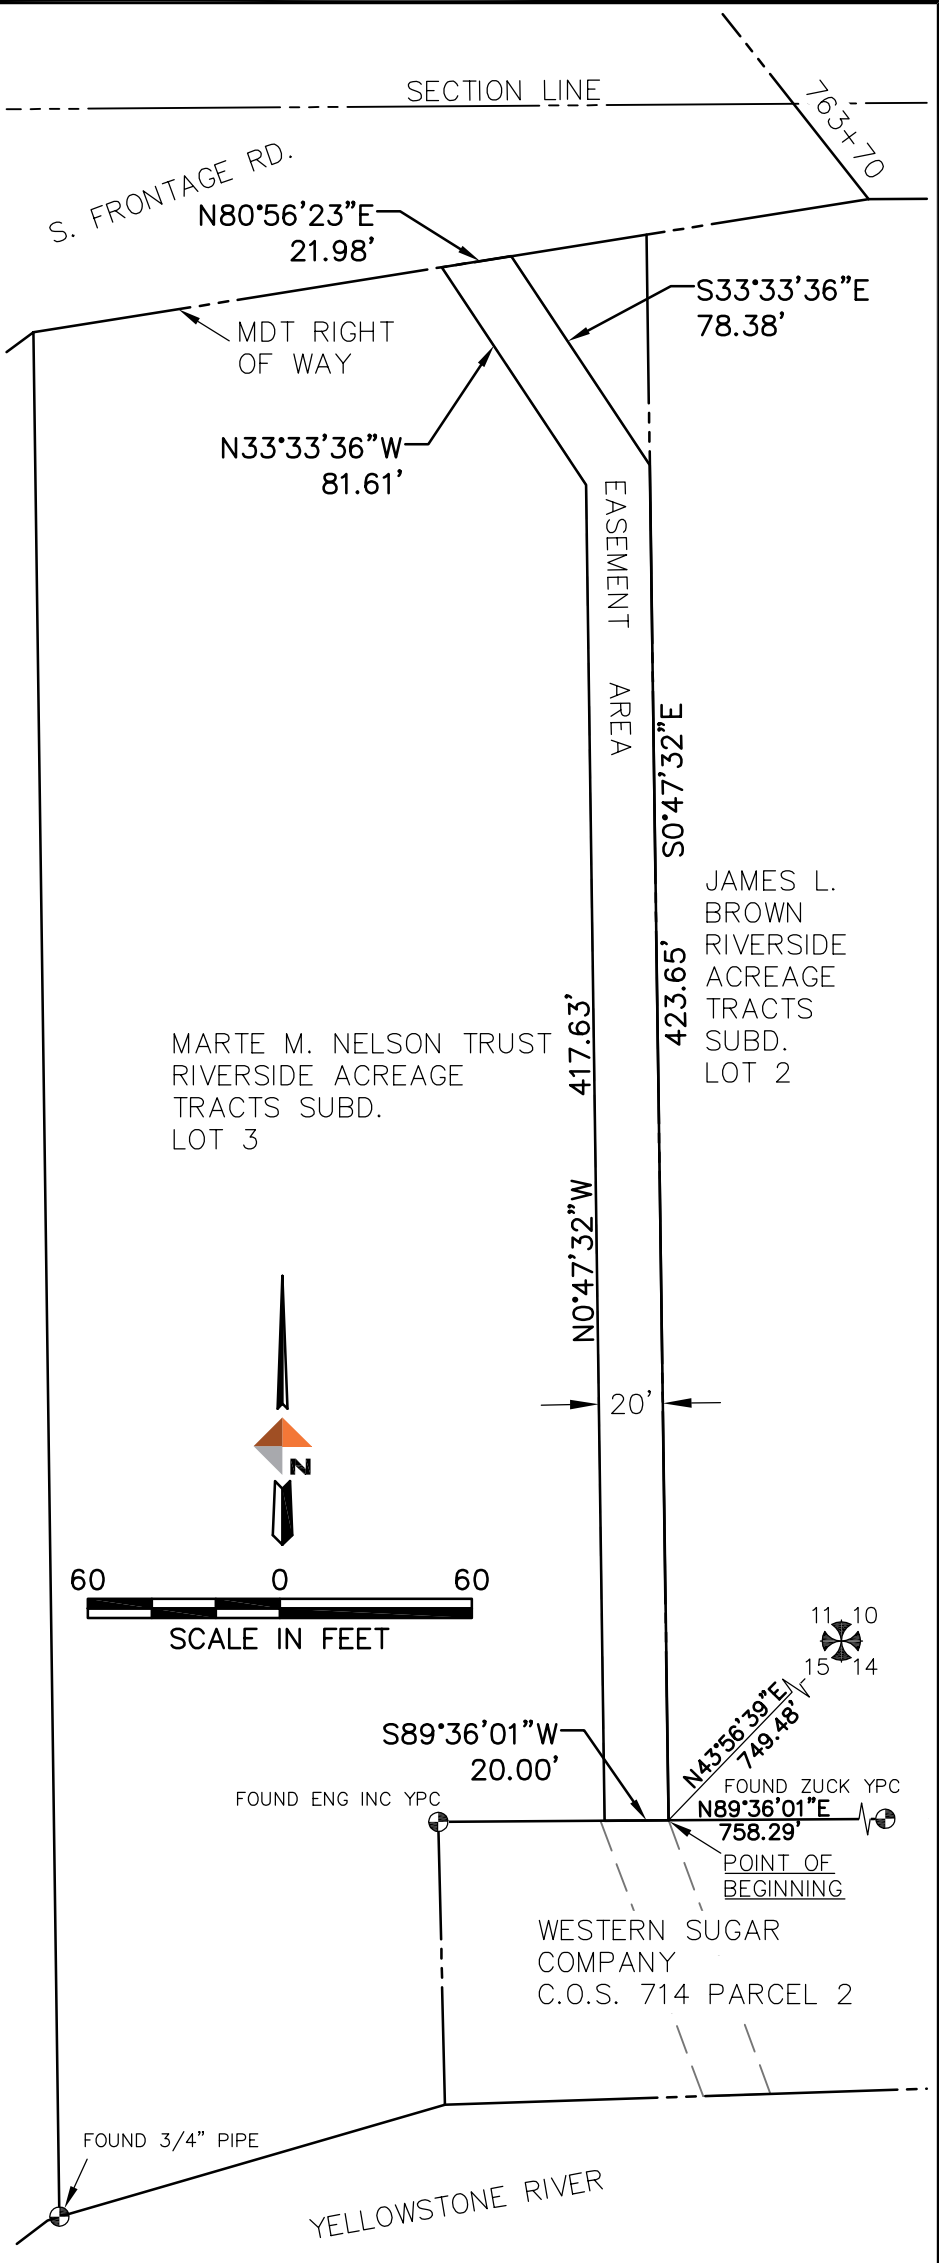 SECTION LINE
763+70
S. FRONTAGE RD.
N80°56'23"E
21.98'
S33°33'36"E
78.38'
MDT RIGHT
OF WAY
N33°33'36"W
81.61'
EASEMENT AREA
S0°47'32"E
423.65'
JAMES L.
BROWN
RIVERSIDE
ACREAGE
TRACTS
SUBD.
LOT 2
417.63'
N0°47'32"W
MARTE M. NELSON TRUST
RIVERSIDE ACREAGE
TRACTS SUBD.
LOT 3
20'
N
60 0 60
SCALE IN FEET
11 10
15 14
N43°56'39"E
749.48'
S89°36'01"W
20.00'
FOUND ENG INC YPC
FOUND ZUCK YPC
N89°36'01"E
758.29'
POINT OF
BEGINNING
WESTERN SUGAR
COMPANY
C.O.S. 714 PARCEL 2
FOUND 3/4" PIPE
YELLOWSTONE RIVER